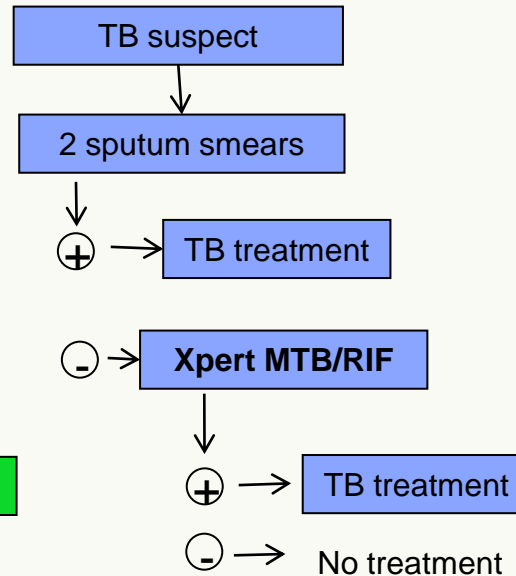 TB suspect
2 sputum smears
+ TB treatment
- Xpert MTB/RIF
+ TB treatment
- No treatment